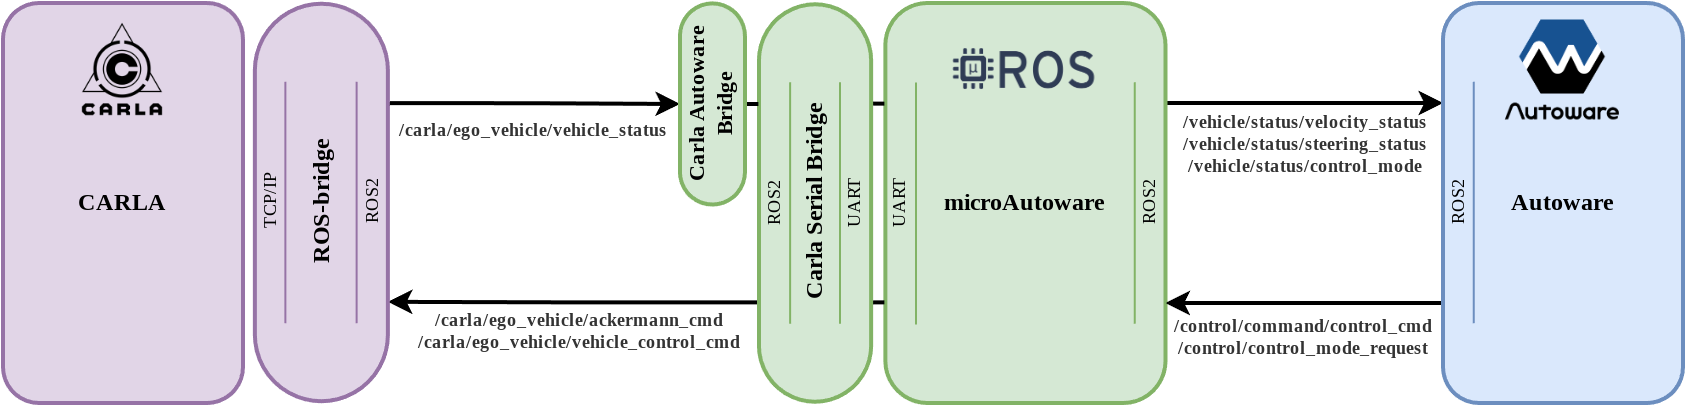 CARLA
CARLA
TCP/IP
ROS-bridge
ROS2
/carla/ego_vehicle/vehicle_status
/carla/ego_vehicle/ackermann_cmd
/carla/ego_vehicle/vehicle_control_cmd
Carla Autoware
Bridge
ROS2
Carla Serial Bridge
UART
UART
μ ROS
microAutoware
ROS2
/vehicle/status/velocity_status
/vehicle/status/steering_status
/vehicle/status/control_mode
/control/command/control_cmd
/control/control_mode_request
ROS2
Autoware
Autoware